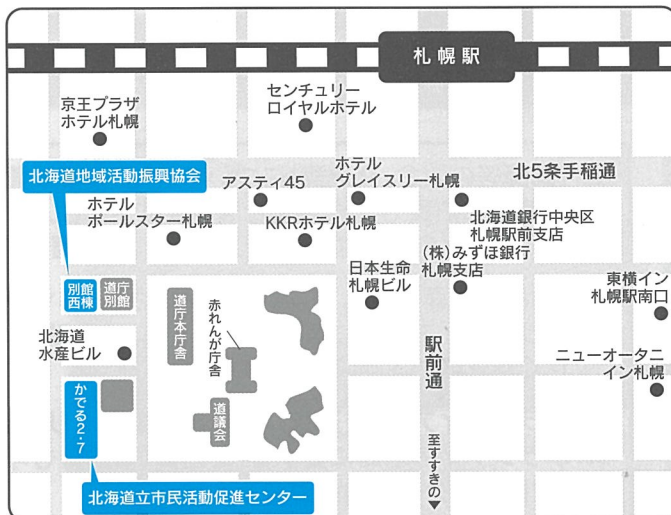 札幌駅
京王プラザ
ホテル札幌
センチュリー
ロイヤルホテル
北海道地域活動振興協会
アスティ45
ホテル
グレイスリー札幌
北5条手稲通
ホテル
ポールスター札幌
KKRホテル札幌
北海道銀行中央区
札幌駅前支店
(株)みずほ銀行
札幌支店
日本生命
札幌ビル
東横イン
札幌駅南口
別館
西棟
道庁
別館
道庁本庁舎
赤れんが庁舎
北海道
水産ビル
駅前通
ニューオータニ
イン札幌
かでる2・7
道議会
至すすきの
北海道立市民活動促進センター